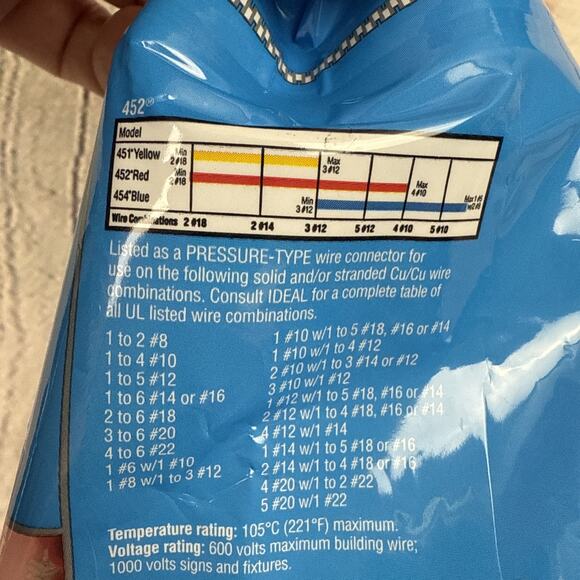 452®
Model
451®Yellow Min 2 #18 Max 3 #12
452®Red Min 2 #18 Max 4 #10
454®Blue Min 3 #12 Max 1 #6
Wire Combinations 2 #18 2 #14 3 #12 5 #12 4 #10 5 #10
Listed as a PRESSURE-TYPE wire connector for
use on the following solid and/or stranded Cu/Cu wire
combinations. Consult IDEAL for a complete table of
all UL listed wire combinations.
1 to 2 #8
1 to 4 #10
1 to 5 #12
1 to 6 #14 or #16
2 to 6 #18
3 to 6 #20
4 to 6 #22
1 #6 w/1 #10
1 #8 w/1 to 3 #12
1 #10 w/1 to 5 #18, #16 or #14
1 #10 w/1 to 4 #12
2 #10 w/1 to 3 #14 or #12
3 #10 w/1 #12
1 #12 w/1 to 5 #18, #16 or #14
2 #12 w/1 to 4 #18, #16 or #14
4 #12 w/1 #14
1 #14 w/1 to 5 #18 or #16
2 #14 w/1 to 4 #18 or #16
4 #20 w/1 to 2 #22
5 #20 w/1 #22
Temperature rating: 105°C (221°F) maximum.
Voltage rating: 600 volts maximum building wire;
1000 volts signs and fixtures.